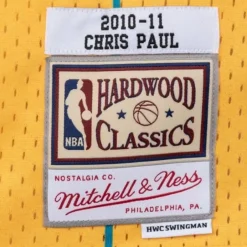 2010-11
CHRIS PAUL
HARDWOOD
NBA
CLASSICS
NOSTALGIA CO.
Mitchell & Ness
PHILADELPHIA, PA.
HWC SWINGMAN